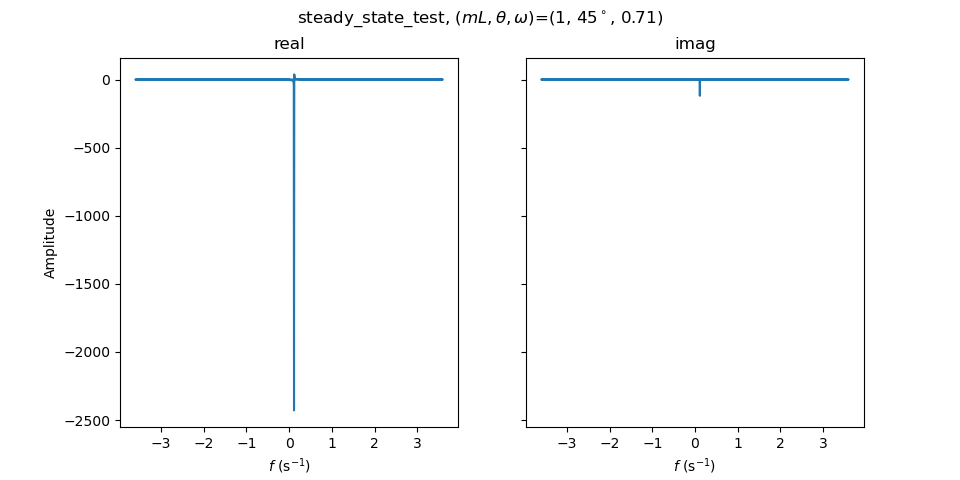 steady_state_test, (mL, θ, ω)=(1, 45°, 0.71)
real
imag
0
−500
−1000
−1500
−2000
−2500
Amplitude
−3 −2 −1 0 1 2 3
−3 −2 −1 0 1 2 3
f (s⁻¹)
f (s⁻¹)